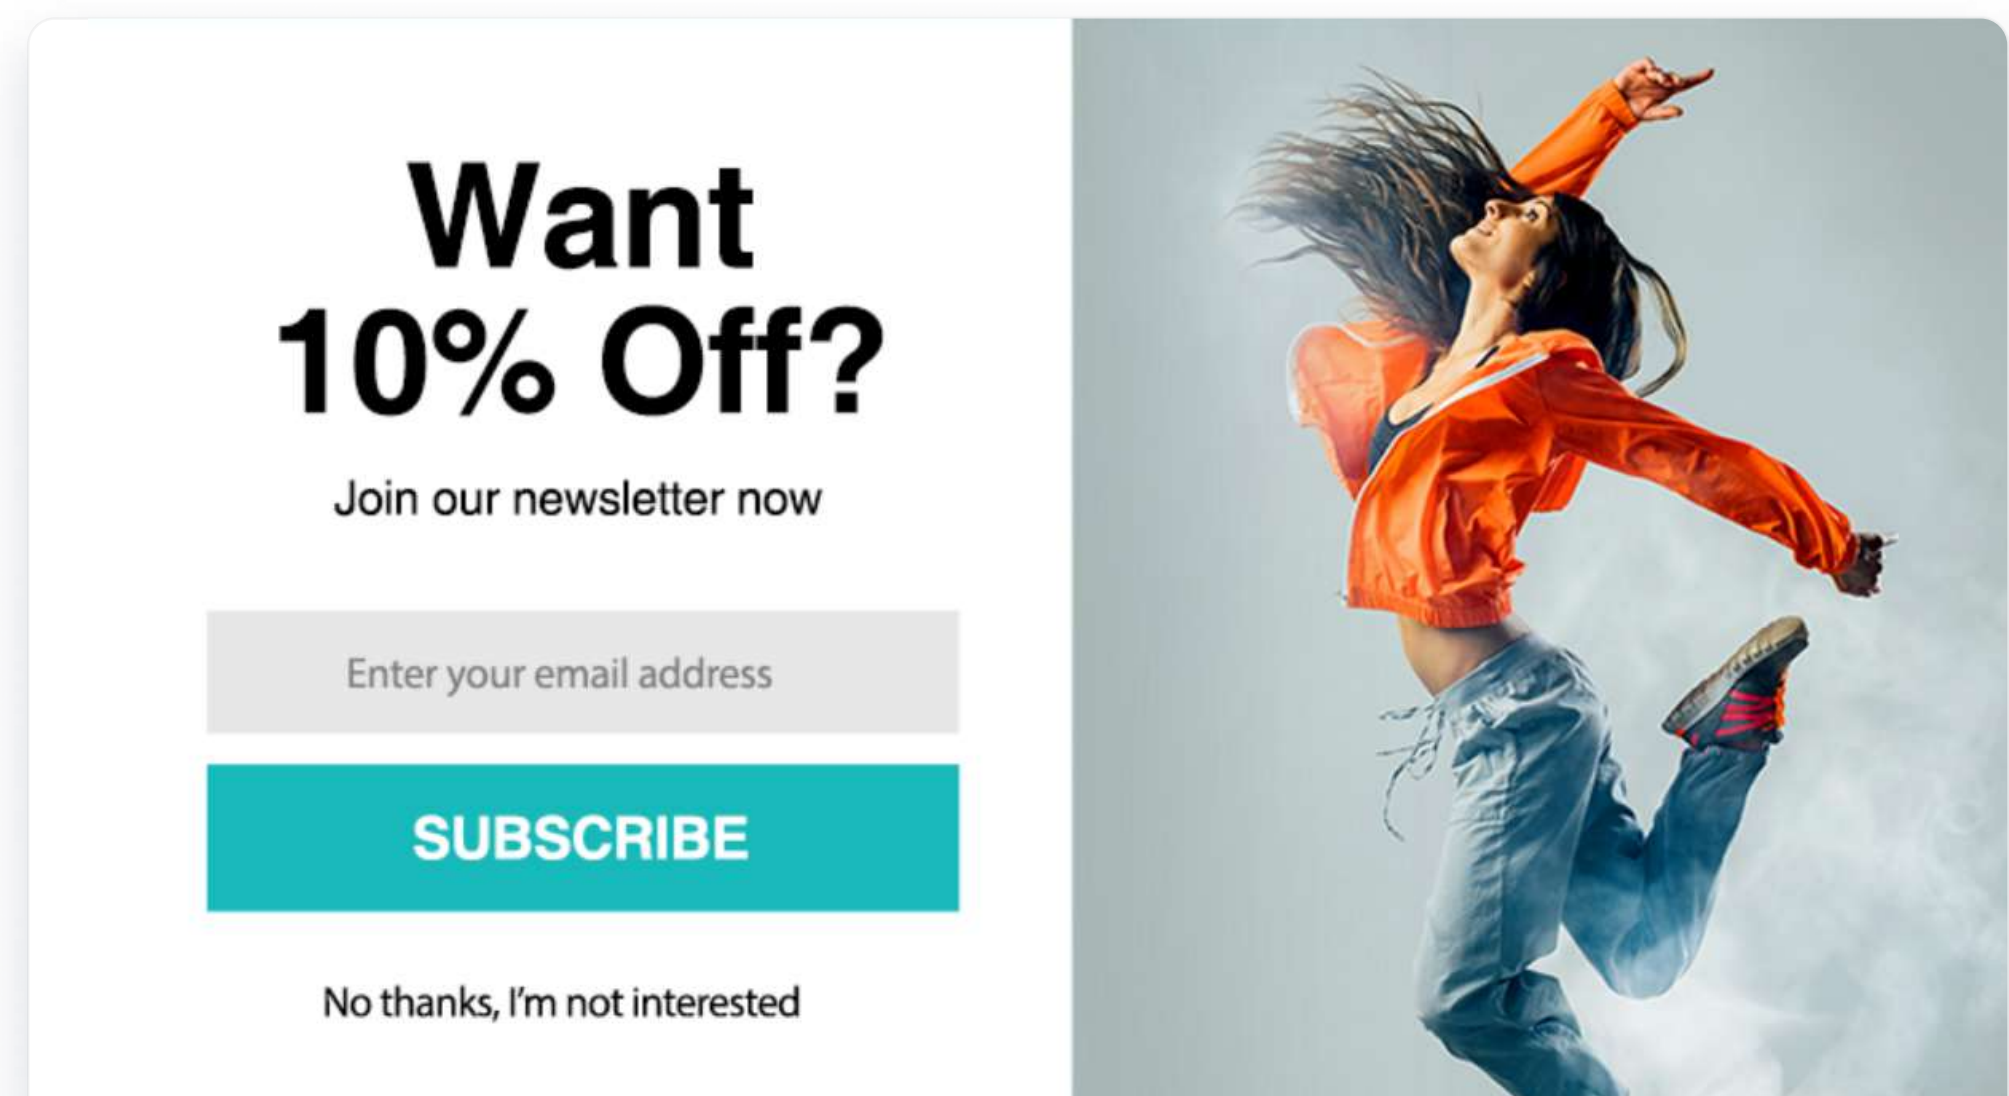 Want
10% Off?
Join our newsletter now
Enter your email address
SUBSCRIBE
No thanks, I'm not interested